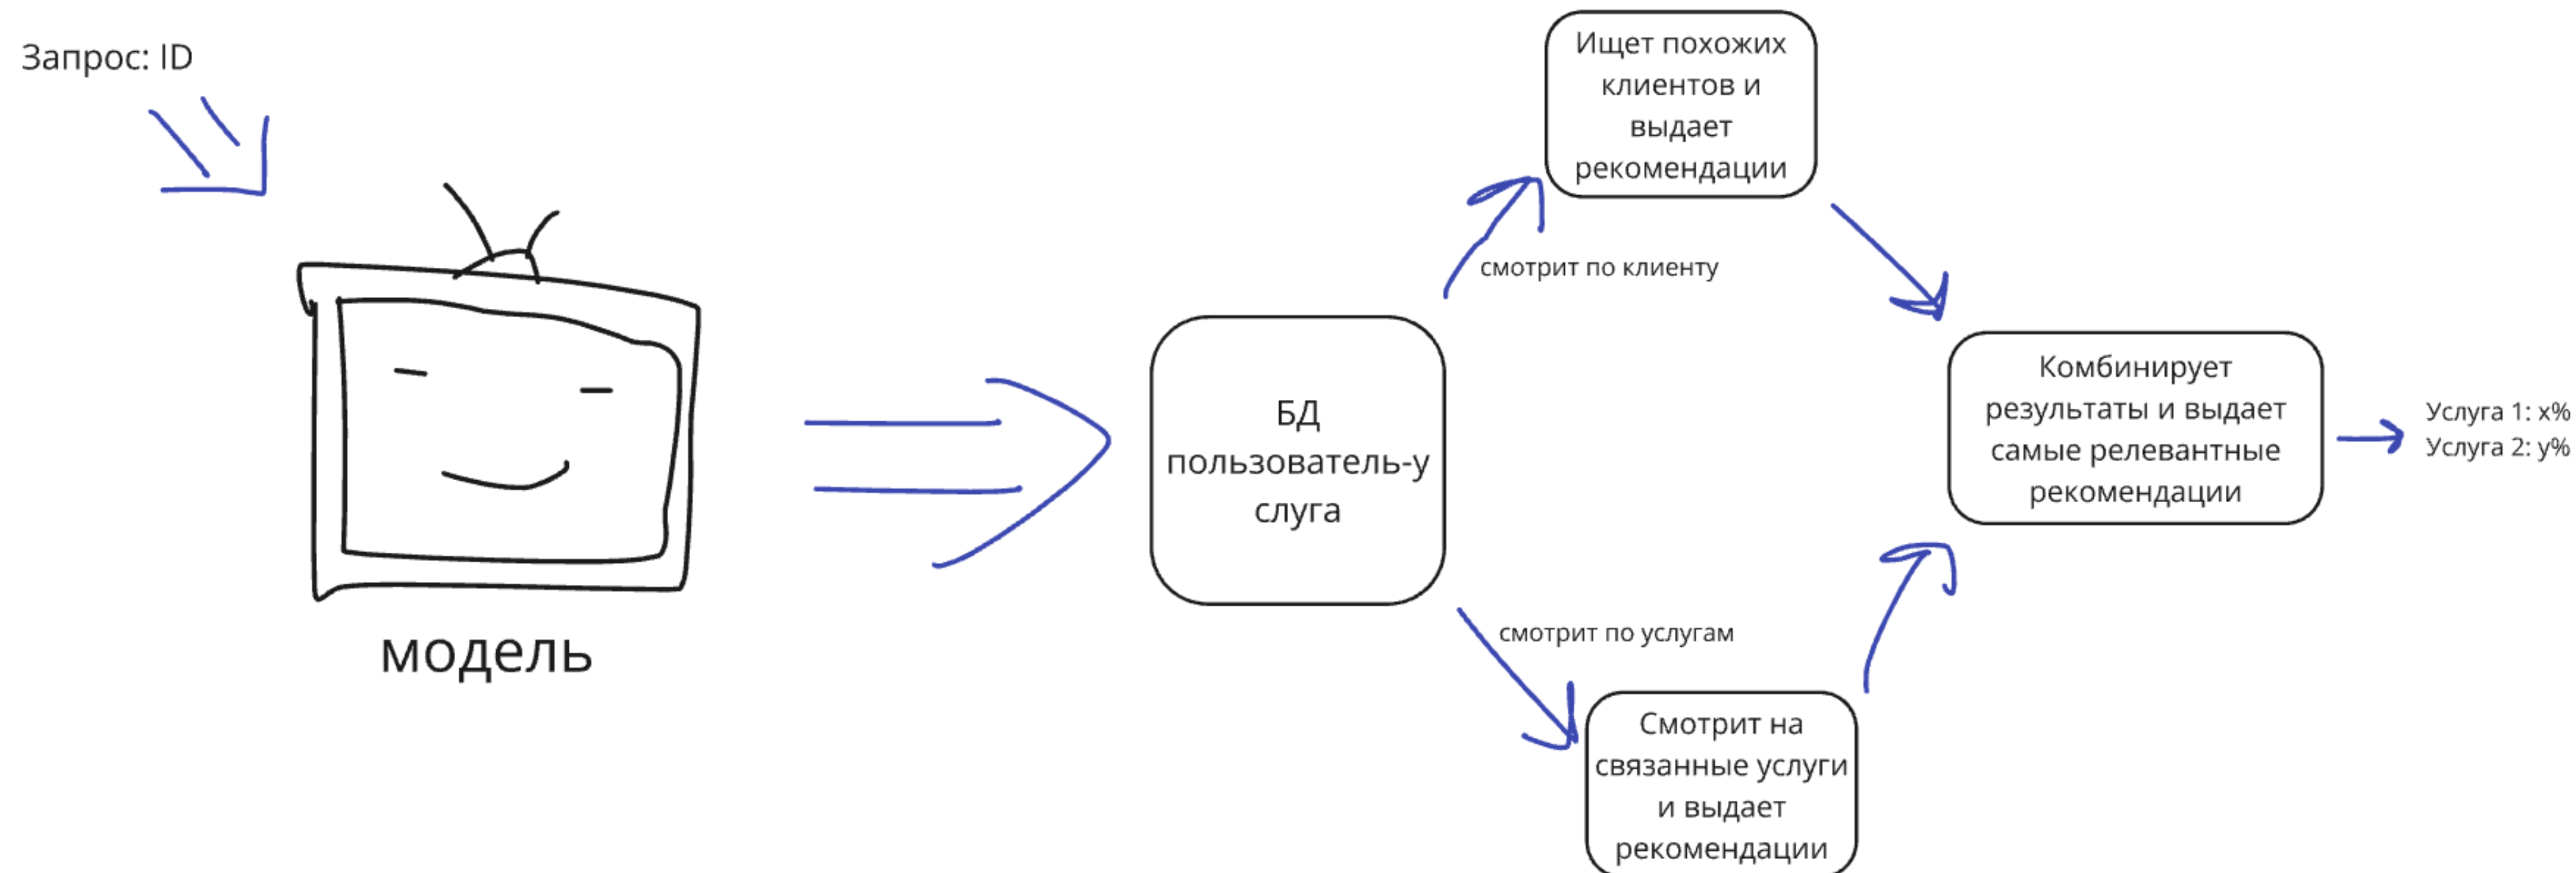 Запрос: ID
модель
БД
пользователь-у
слуга
смотрит по клиенту
Ищет похожих
клиентов и
выдает
рекомендации
смотрит по услугам
Смотрит на
связанные услуги
и выдает
рекомендации
Комбинирует
результаты и выдает
самые релевантные
рекомендации
Услуга 1: x%
Услуга 2: y%